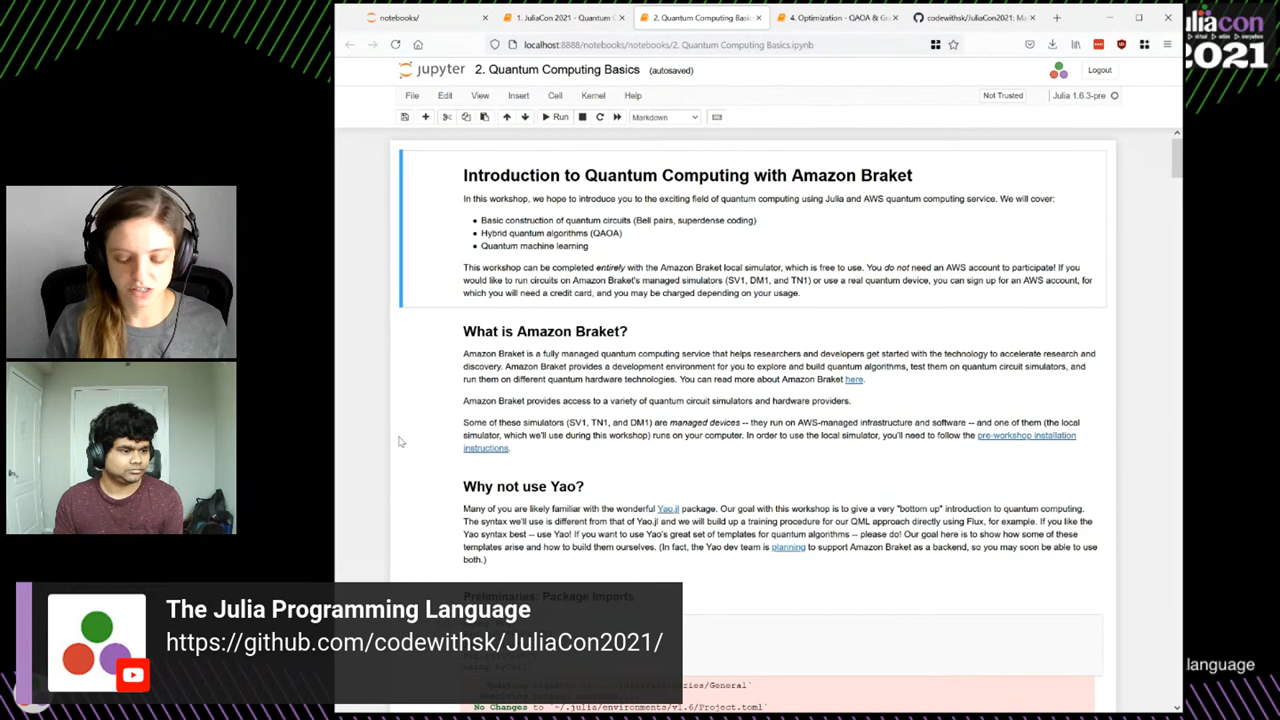 notebooks/
1. JuliaCon 2021 - Quantum C
2. Quantum Computing Basic
4. Optimization - QAOA & Gr
codewithsk/JuliaCon2021: Ma
localhost:8888/notebooks/notebooks/2. Quantum Computing Basics.ipynb
jupyter 2. Quantum Computing Basics (autosaved)
Logout
File Edit View Insert Cell Kernel Help
Not Trusted
Julia 1.6.3-pre
Run
Markdown
Introduction to Quantum Computing with Amazon Braket
In this workshop, we hope to introduce you to the exciting field of quantum computing using Julia and AWS quantum computing service. We will cover:
• Basic construction of quantum circuits (Bell pairs, superdense coding)
• Hybrid quantum algorithms (QAOA)
• Quantum machine learning
This workshop can be completed entirely with the Amazon Braket local simulator, which is free to use. You do not need an AWS account to participate! If you
would like to run circuits on Amazon Braket's managed simulators (SV1, DM1, and TN1) or use a real quantum device, you can sign up for an AWS account, for
which you will need a credit card, and you may be charged depending on your usage.
What is Amazon Braket?
Amazon Braket is a fully managed quantum computing service that helps researchers and developers get started with the technology to accelerate research and
discovery. Amazon Braket provides a development environment for you to explore and build quantum algorithms, test them on quantum circuit simulators, and
run them on different quantum hardware technologies. You can read more about Amazon Braket here.
Amazon Braket provides access to a variety of quantum circuit simulators and hardware providers.
Some of these simulators (SV1, TN1, and DM1) are managed devices -- they run on AWS-managed infrastructure and software -- and one of them (the local
simulator, which we'll use during this workshop) runs on your computer. In order to use the local simulator, you'll need to follow the pre-workshop installation
instructions.
Why not use Yao?
Many of you are likely familiar with the wonderful Yao.jl package. Our goal with this workshop is to give a very "bottom up" introduction to quantum computing.
The syntax we'll use is different from that of Yao.jl and we will build up a training procedure for our QML approach directly using Flux, for example. If you like the
Yao syntax best -- use Yao! If you want to use Yao's great set of templates for quantum algorithms -- please do! Our goal here is to show how some of these
templates arise and how to build them ourselves. (In fact, the Yao dev team is planning to support Amazon Braket as a backend, so you may soon be able to use
both.)
Preliminaries: Package Imports
No Changes to `~/.julia/environments/v1.6/Project.toml`
The Julia Programming Language
https://github.com/codewithsk/JuliaCon2021/
juliacon
2021
language